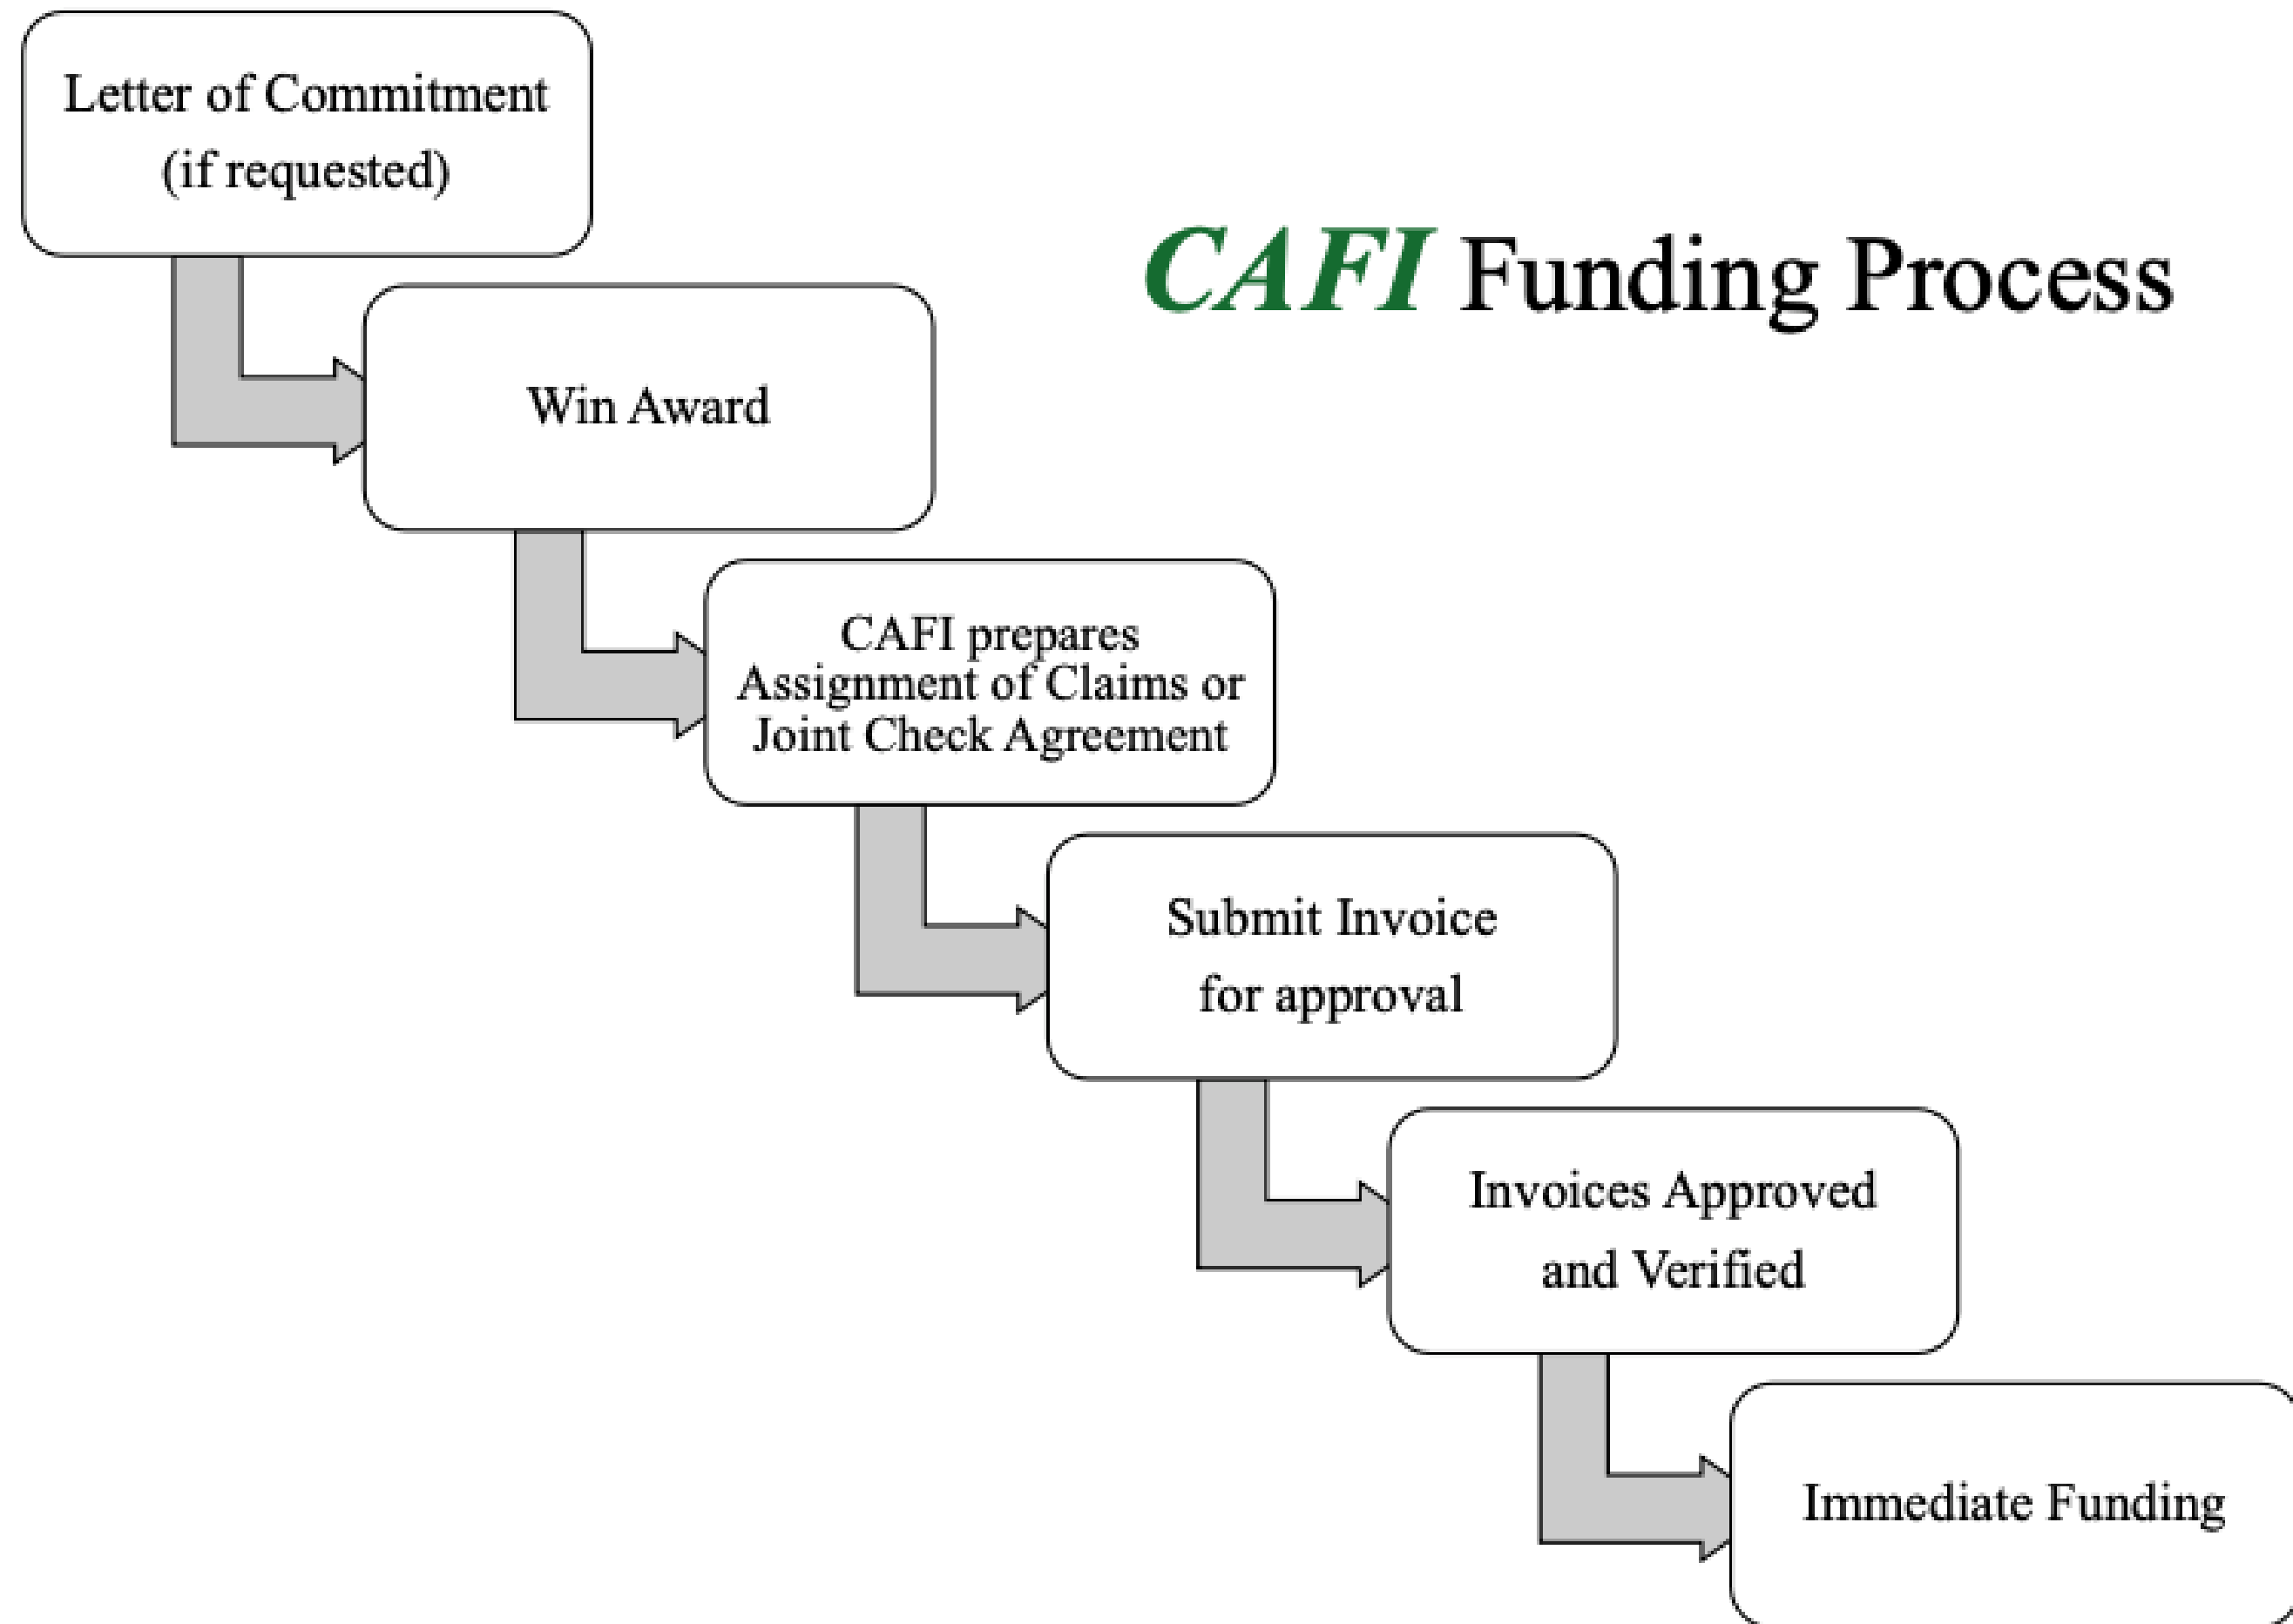 Letter of Commitment
(if requested)
CAFI Funding Process
Win Award
CAFI prepares
Assignment of Claims or
Joint Check Agreement
Submit Invoice
for approval
Invoices Approved
and Verified
Immediate Funding